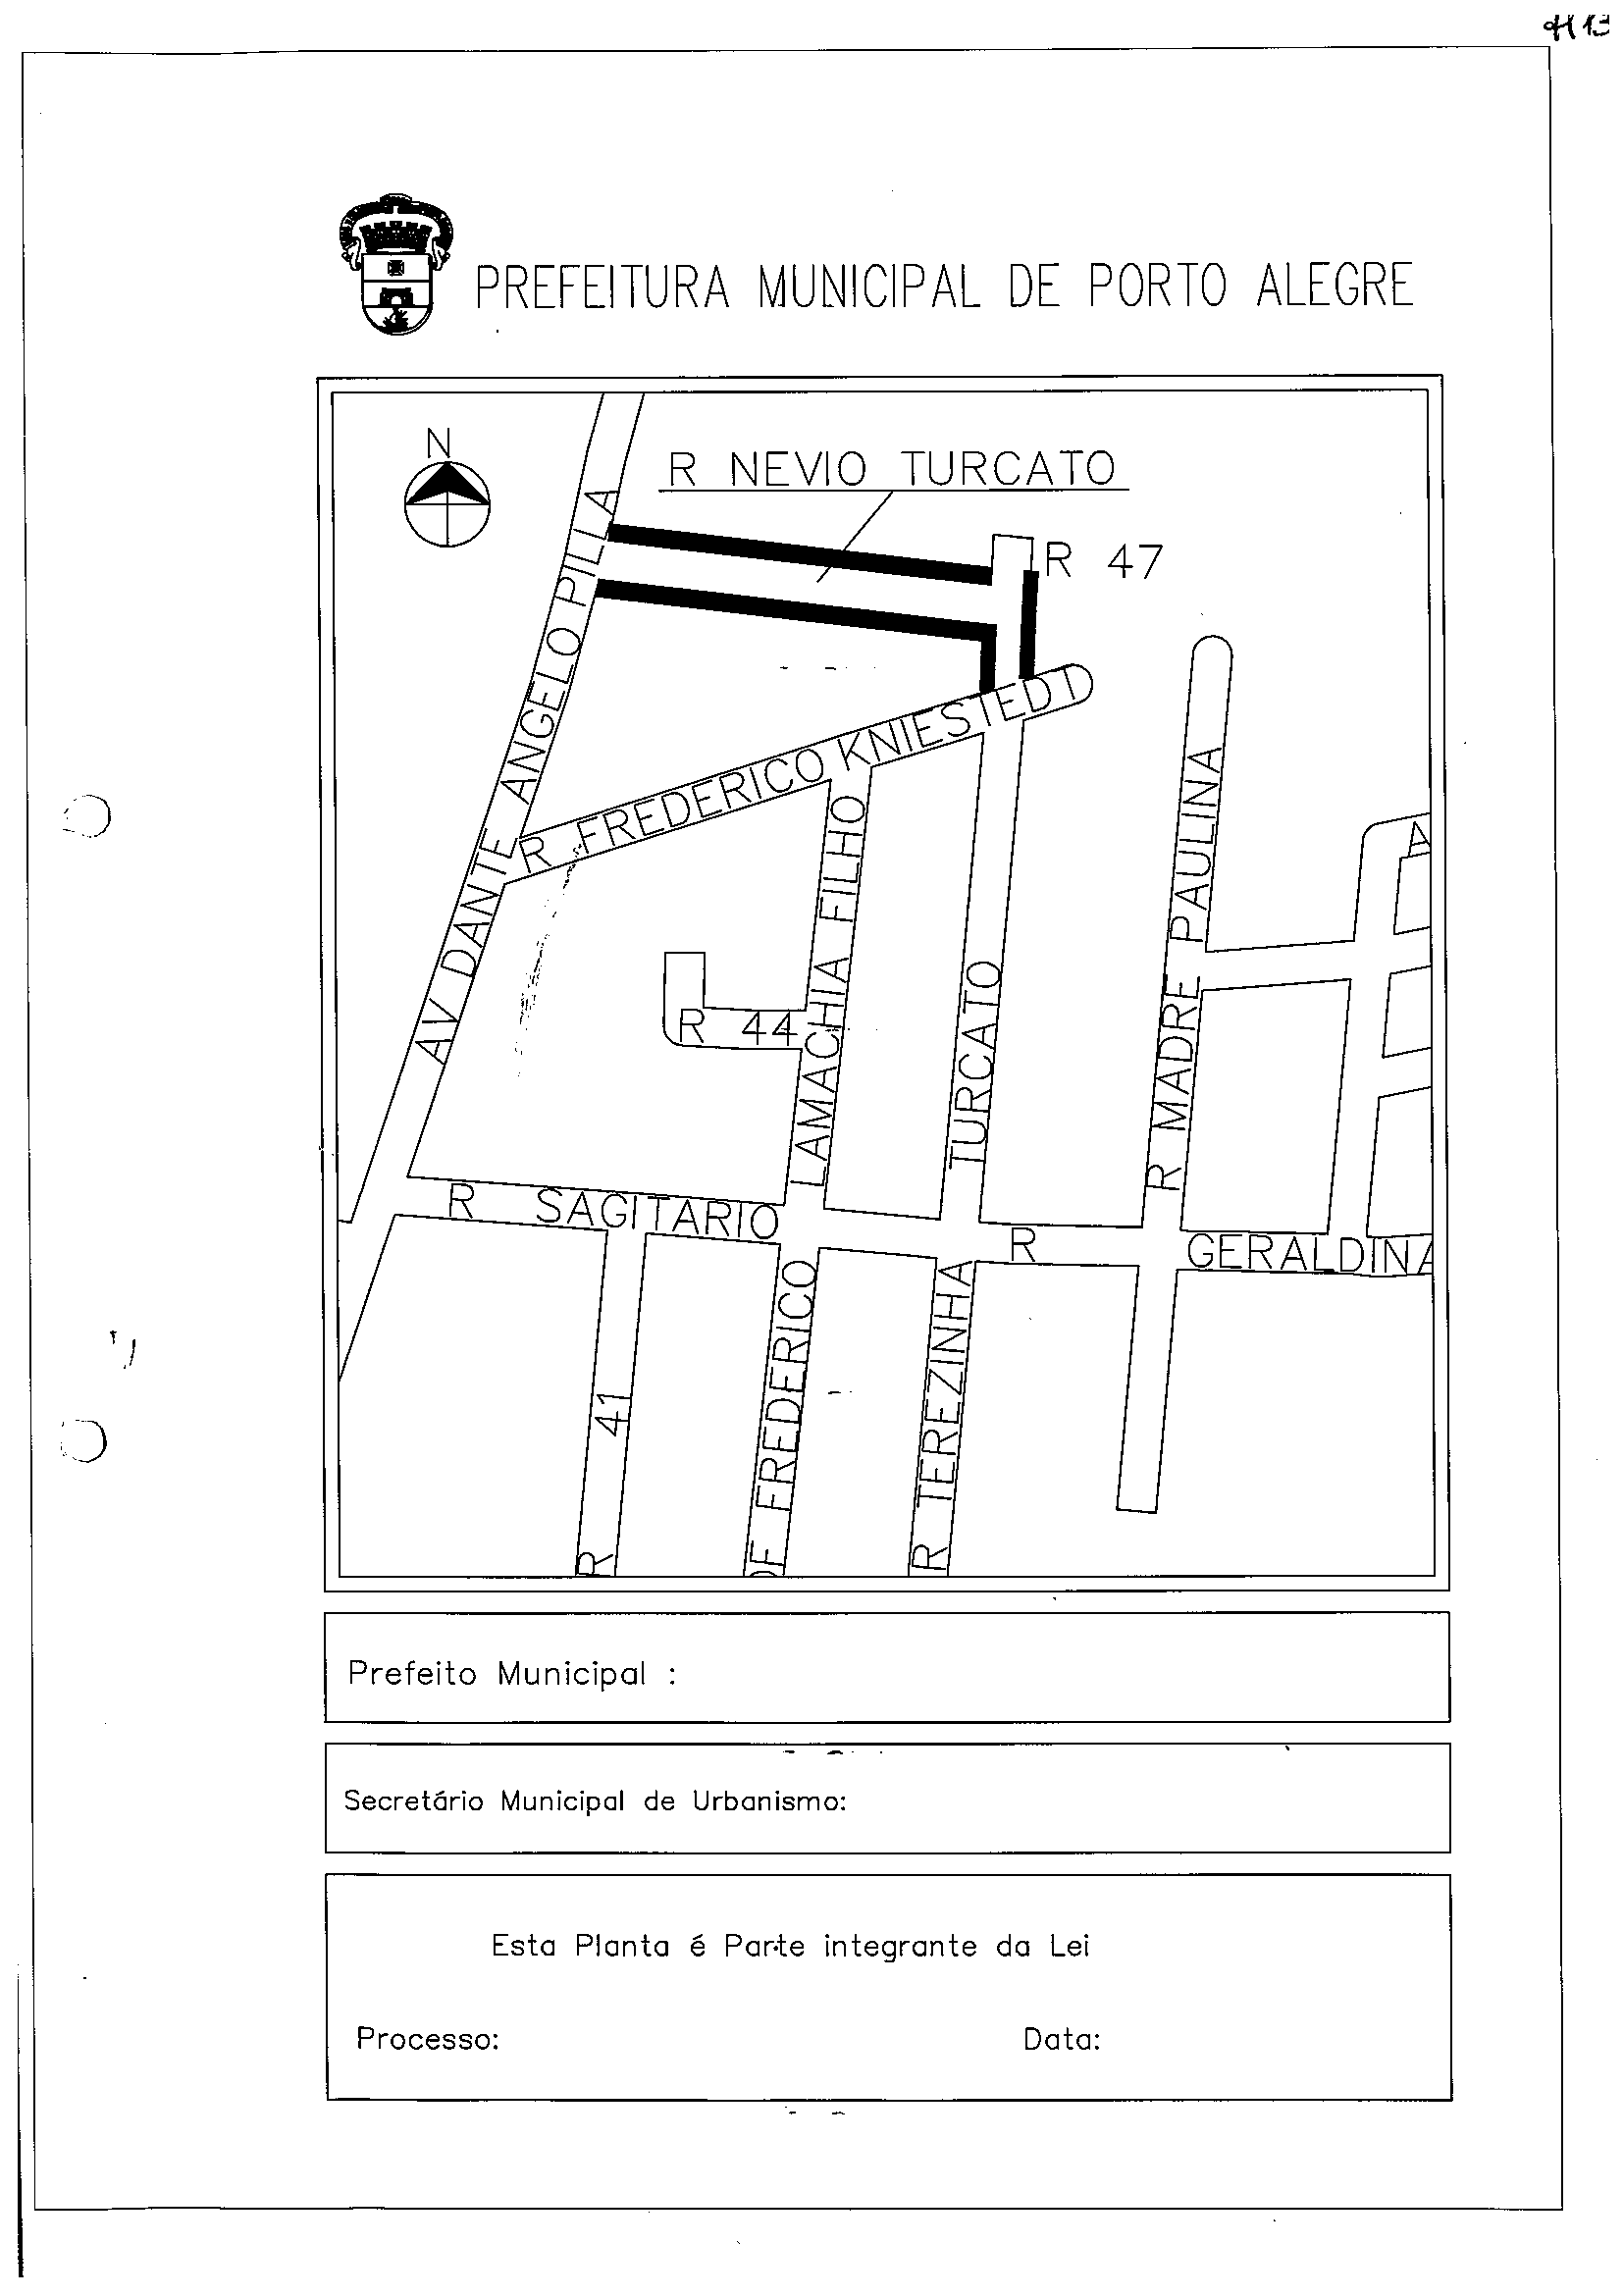 PREFEITURA MUNICIPAL DE PORTO ALEGRE
N
R NEVIO TURCATO
R 47
AV DANTE ANGELO PILLA
R FREDERICO KNIESTEDT
LAMACHIA FILHO
TURCATO
R MADRE PAULINA
A
R 44
R SAGITARIO
R GERALDINA
R 41
DE FREDERICO
R TEREZINHA
Prefeito Municipal :
Secretário Municipal de Urbanismo:
Esta Planta é Parte integrante da Lei
Processo:
Data: